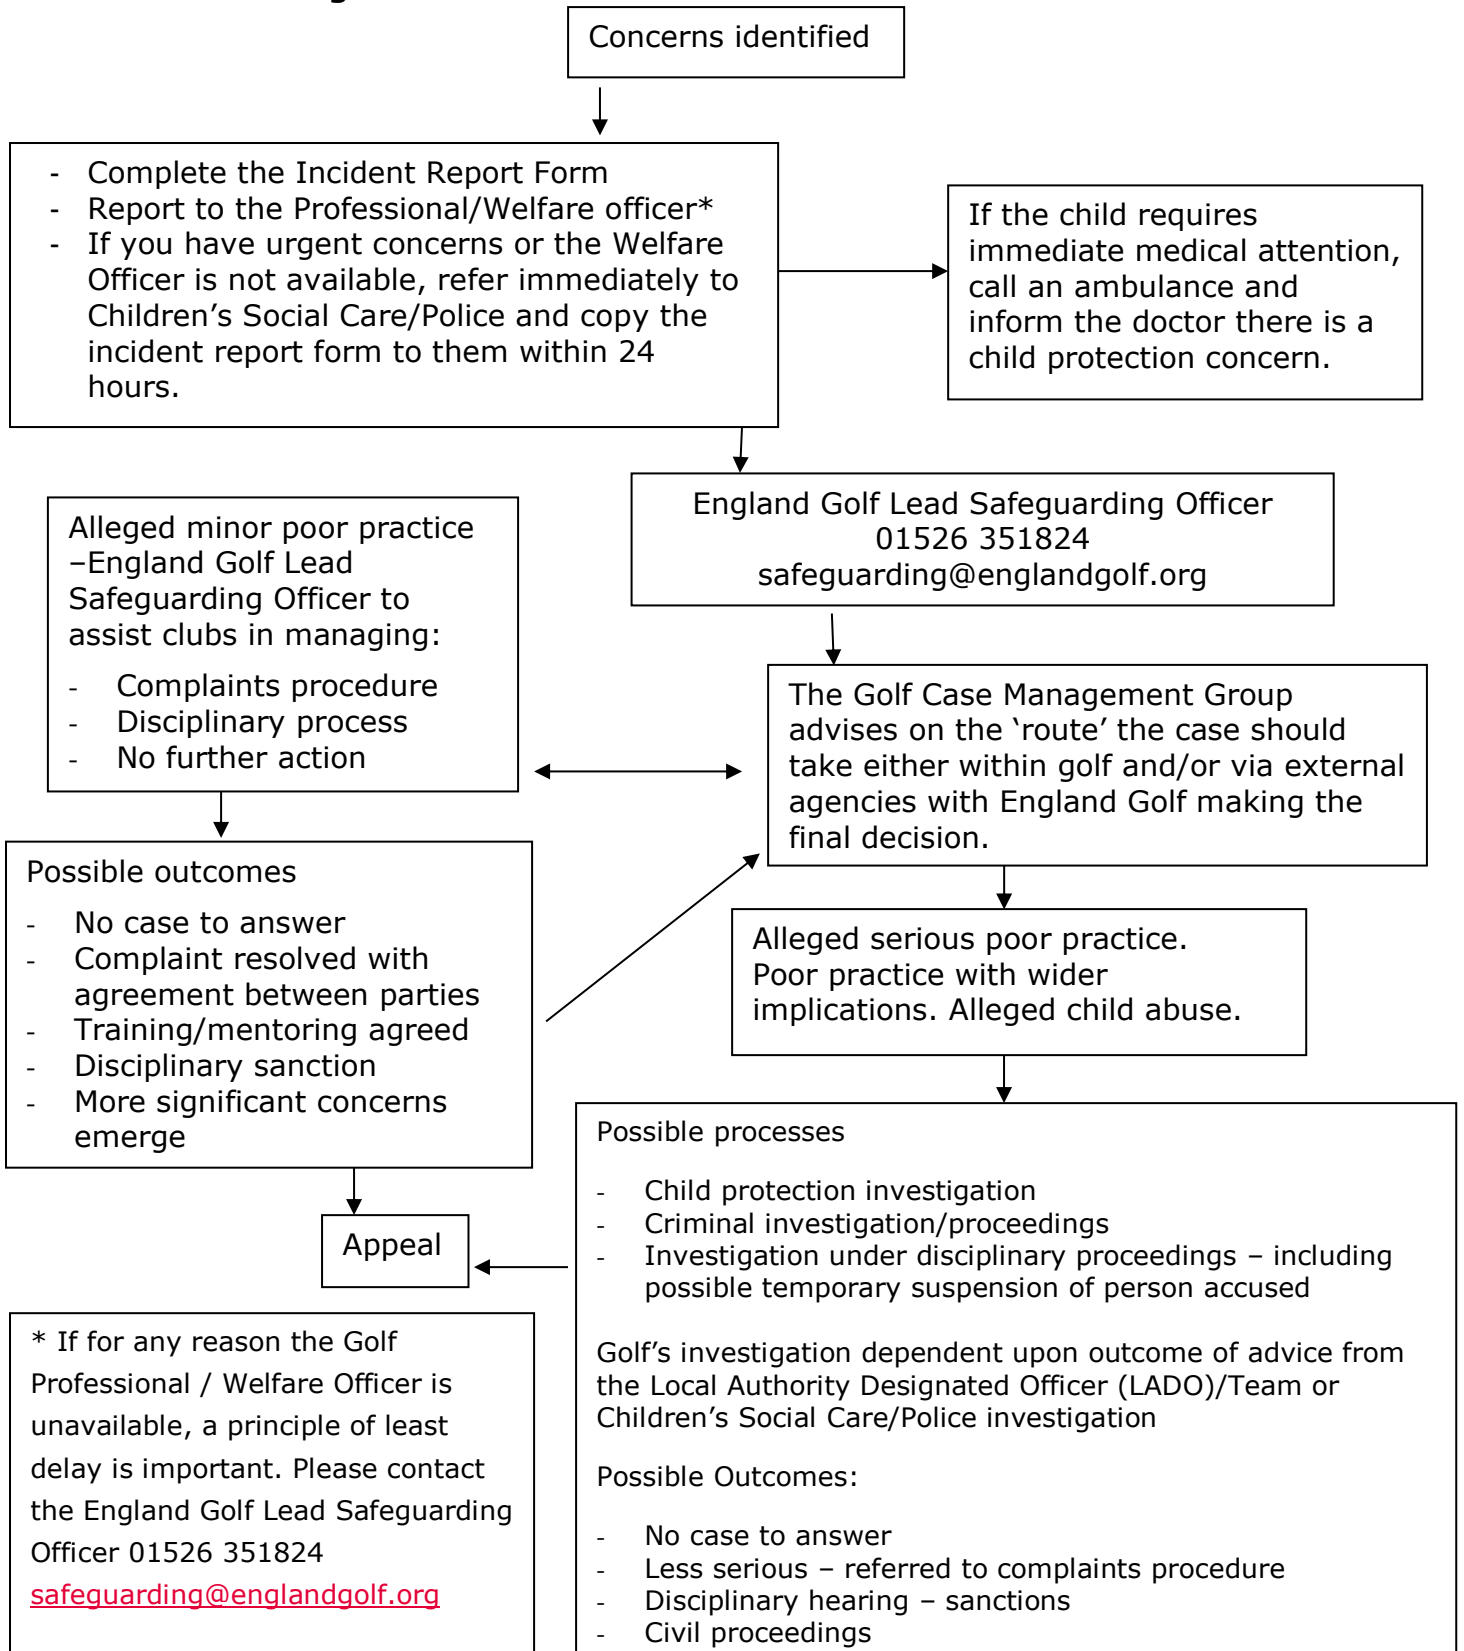 Concerns identified
- Complete the Incident Report Form
- Report to the Professional/Welfare officer*
- If you have urgent concerns or the Welfare
Officer is not available, refer immediately to
Children’s Social Care/Police and copy the
incident report form to them within 24
hours.
If the child requires
immediate medical attention,
call an ambulance and
inform the doctor there is a
child protection concern.
England Golf Lead Safeguarding Officer
01526 351824
safeguarding@englandgolf.org
Alleged minor poor practice
–England Golf Lead
Safeguarding Officer to
assist clubs in managing:
- Complaints procedure
- Disciplinary process
- No further action
The Golf Case Management Group
advises on the ‘route’ the case should
take either within golf and/or via external
agencies with England Golf making the
final decision.
Possible outcomes
- No case to answer
- Complaint resolved with
agreement between parties
- Training/mentoring agreed
- Disciplinary sanction
- More significant concerns
emerge
Alleged serious poor practice.
Poor practice with wider
implications. Alleged child abuse.
Appeal
Possible processes
- Child protection investigation
- Criminal investigation/proceedings
- Investigation under disciplinary proceedings – including
possible temporary suspension of person accused
Golf’s investigation dependent upon outcome of advice from
the Local Authority Designated Officer (LADO)/Team or
Children’s Social Care/Police investigation
Possible Outcomes:
- No case to answer
- Less serious – referred to complaints procedure
- Disciplinary hearing – sanctions
- Civil proceedings
* If for any reason the Golf
Professional / Welfare Officer is
unavailable, a principle of least
delay is important. Please contact
the England Golf Lead Safeguarding
Officer 01526 351824
safeguarding@englandgolf.org